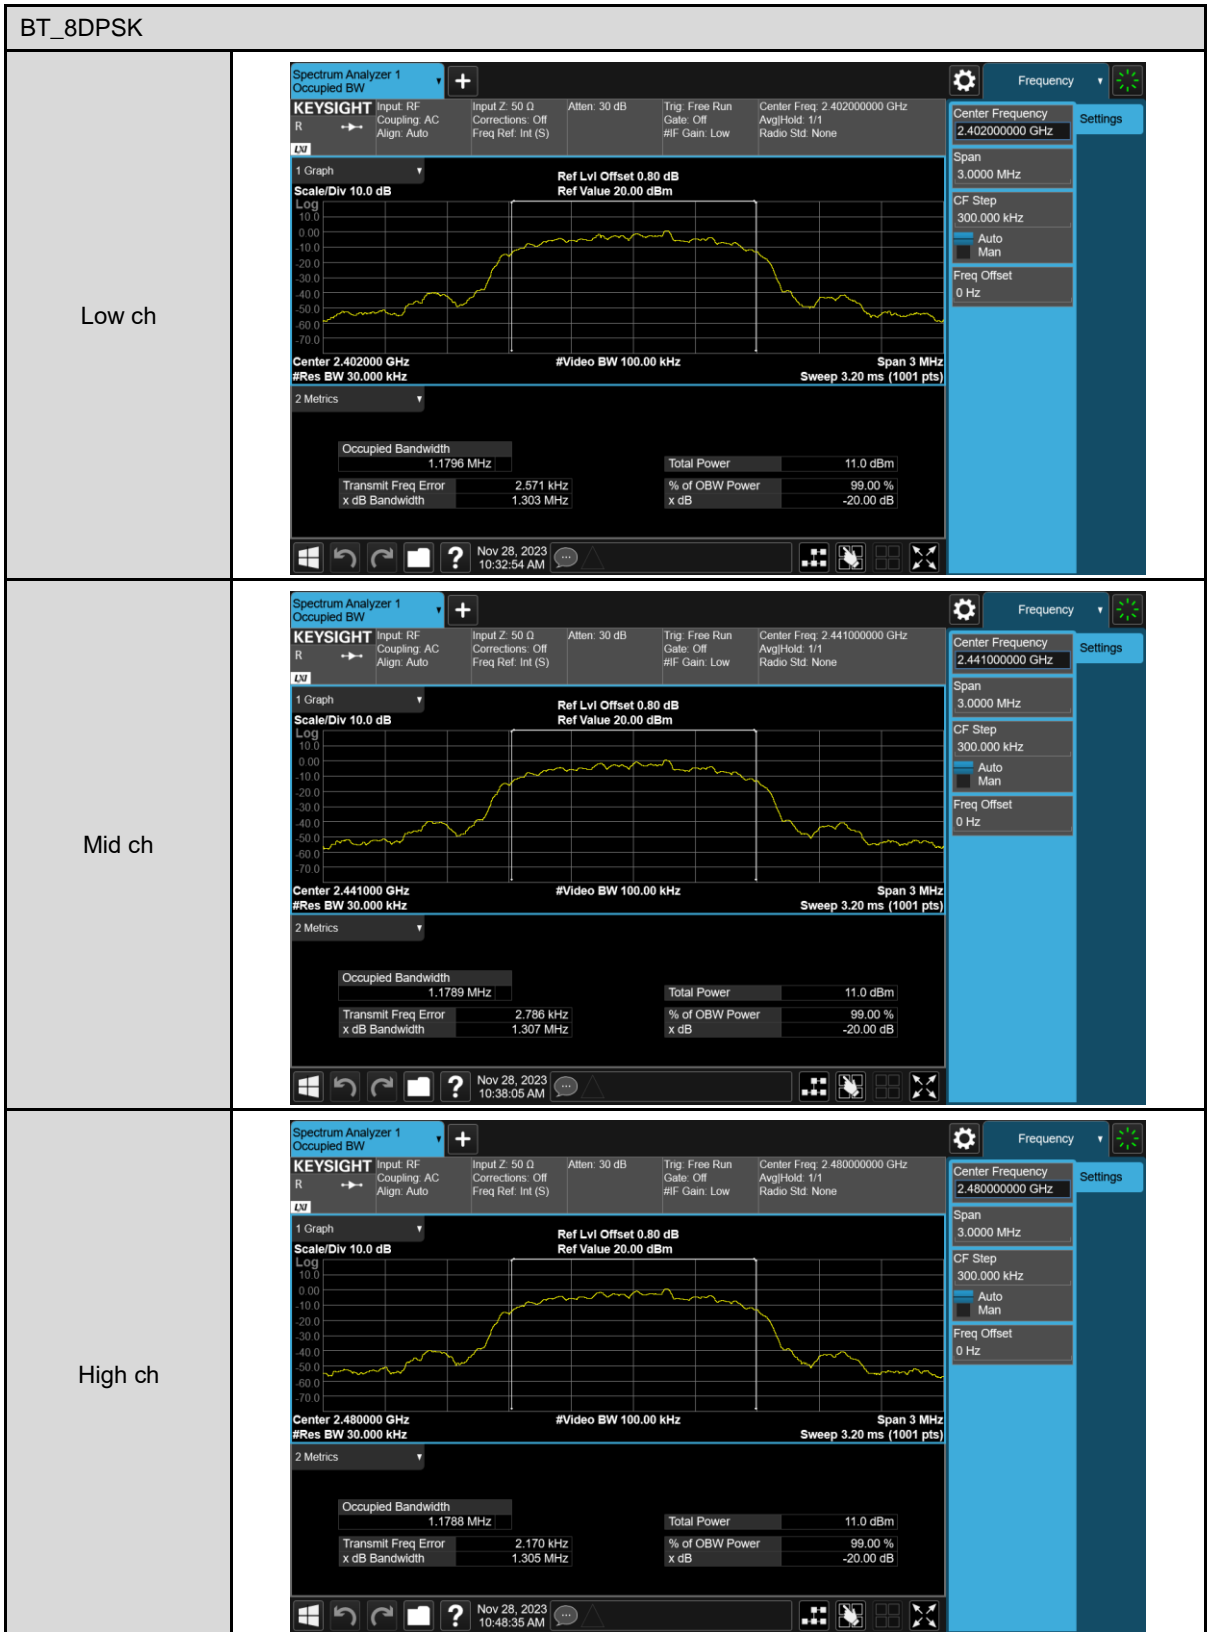 BT_8DPSK
Low ch
Spectrum Analyzer 1
Occupied BW
+
Frequency
KEYSIGHT
R
LXI
Input: RF
Coupling: AC
Align: Auto
Input Z: 50 Ω
Corrections: Off
Freq Ref: Int (S)
Atten: 30 dB
Trig: Free Run
Gate: Off
#IF Gain: Low
Center Freq: 2.402000000 GHz
Avg|Hold: 1/1
Radio Std: None
Center Frequency
2.402000000 GHz
Settings
Span
3.0000 MHz
CF Step
300.000 kHz
Auto
Man
Freq Offset
0 Hz
1 Graph
Scale/Div 10.0 dB
Ref Lvl Offset 0.80 dB
Ref Value 20.00 dBm
Log
10.0
0.00
-10.0
-20.0
-30.0
-40.0
-50.0
-60.0
-70.0
Center 2.402000 GHz
#Res BW 30.000 kHz
#Video BW 100.00 kHz
Span 3 MHz
Sweep 3.20 ms (1001 pts)
2 Metrics
Occupied Bandwidth
1.1796 MHz
Transmit Freq Error 2.571 kHz
x dB Bandwidth 1.303 MHz
Total Power 11.0 dBm
% of OBW Power 99.00 %
x dB -20.00 dB
?
Nov 28, 2023
10:32:54 AM
Mid ch
Spectrum Analyzer 1
Occupied BW
+
Frequency
KEYSIGHT
R
LXI
Input: RF
Coupling: AC
Align: Auto
Input Z: 50 Ω
Corrections: Off
Freq Ref: Int (S)
Atten: 30 dB
Trig: Free Run
Gate: Off
#IF Gain: Low
Center Freq: 2.441000000 GHz
Avg|Hold: 1/1
Radio Std: None
Center Frequency
2.441000000 GHz
Settings
Span
3.0000 MHz
CF Step
300.000 kHz
Auto
Man
Freq Offset
0 Hz
1 Graph
Scale/Div 10.0 dB
Ref Lvl Offset 0.80 dB
Ref Value 20.00 dBm
Log
10.0
0.00
-10.0
-20.0
-30.0
-40.0
-50.0
-60.0
-70.0
Center 2.441000 GHz
#Res BW 30.000 kHz
#Video BW 100.00 kHz
Span 3 MHz
Sweep 3.20 ms (1001 pts)
2 Metrics
Occupied Bandwidth
1.1789 MHz
Transmit Freq Error 2.786 kHz
x dB Bandwidth 1.307 MHz
Total Power 11.0 dBm
% of OBW Power 99.00 %
x dB -20.00 dB
?
Nov 28, 2023
10:38:05 AM
High ch
Spectrum Analyzer 1
Occupied BW
+
Frequency
KEYSIGHT
R
LXI
Input: RF
Coupling: AC
Align: Auto
Input Z: 50 Ω
Corrections: Off
Freq Ref: Int (S)
Atten: 30 dB
Trig: Free Run
Gate: Off
#IF Gain: Low
Center Freq: 2.480000000 GHz
Avg|Hold: 1/1
Radio Std: None
Center Frequency
2.480000000 GHz
Settings
Span
3.0000 MHz
CF Step
300.000 kHz
Auto
Man
Freq Offset
0 Hz
1 Graph
Scale/Div 10.0 dB
Ref Lvl Offset 0.80 dB
Ref Value 20.00 dBm
Log
10.0
0.00
-10.0
-20.0
-30.0
-40.0
-50.0
-60.0
-70.0
Center 2.480000 GHz
#Res BW 30.000 kHz
#Video BW 100.00 kHz
Span 3 MHz
Sweep 3.20 ms (1001 pts)
2 Metrics
Occupied Bandwidth
1.1788 MHz
Transmit Freq Error 2.170 kHz
x dB Bandwidth 1.305 MHz
Total Power 11.0 dBm
% of OBW Power 99.00 %
x dB -20.00 dB
?
Nov 28, 2023
10:48:35 AM